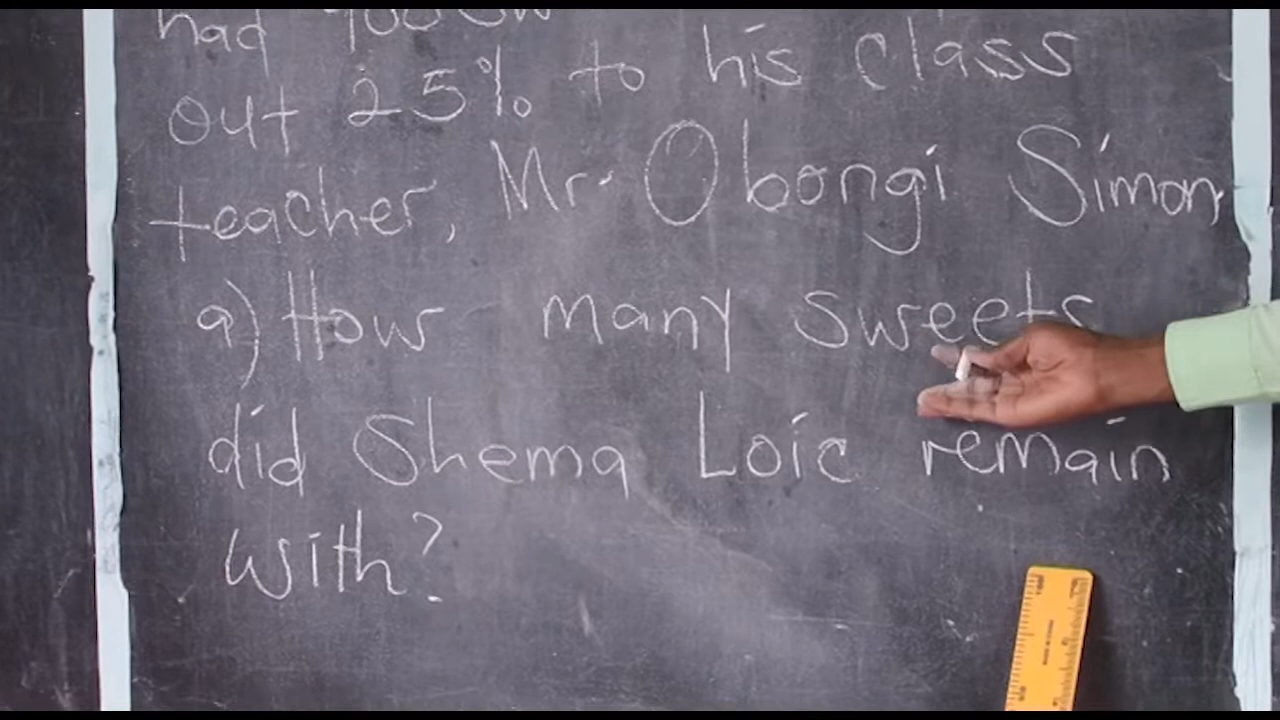 had
out 25% to his class
teacher, Mr. Obongi Simon
a) How many sweets
did Shema Loic remain
with?